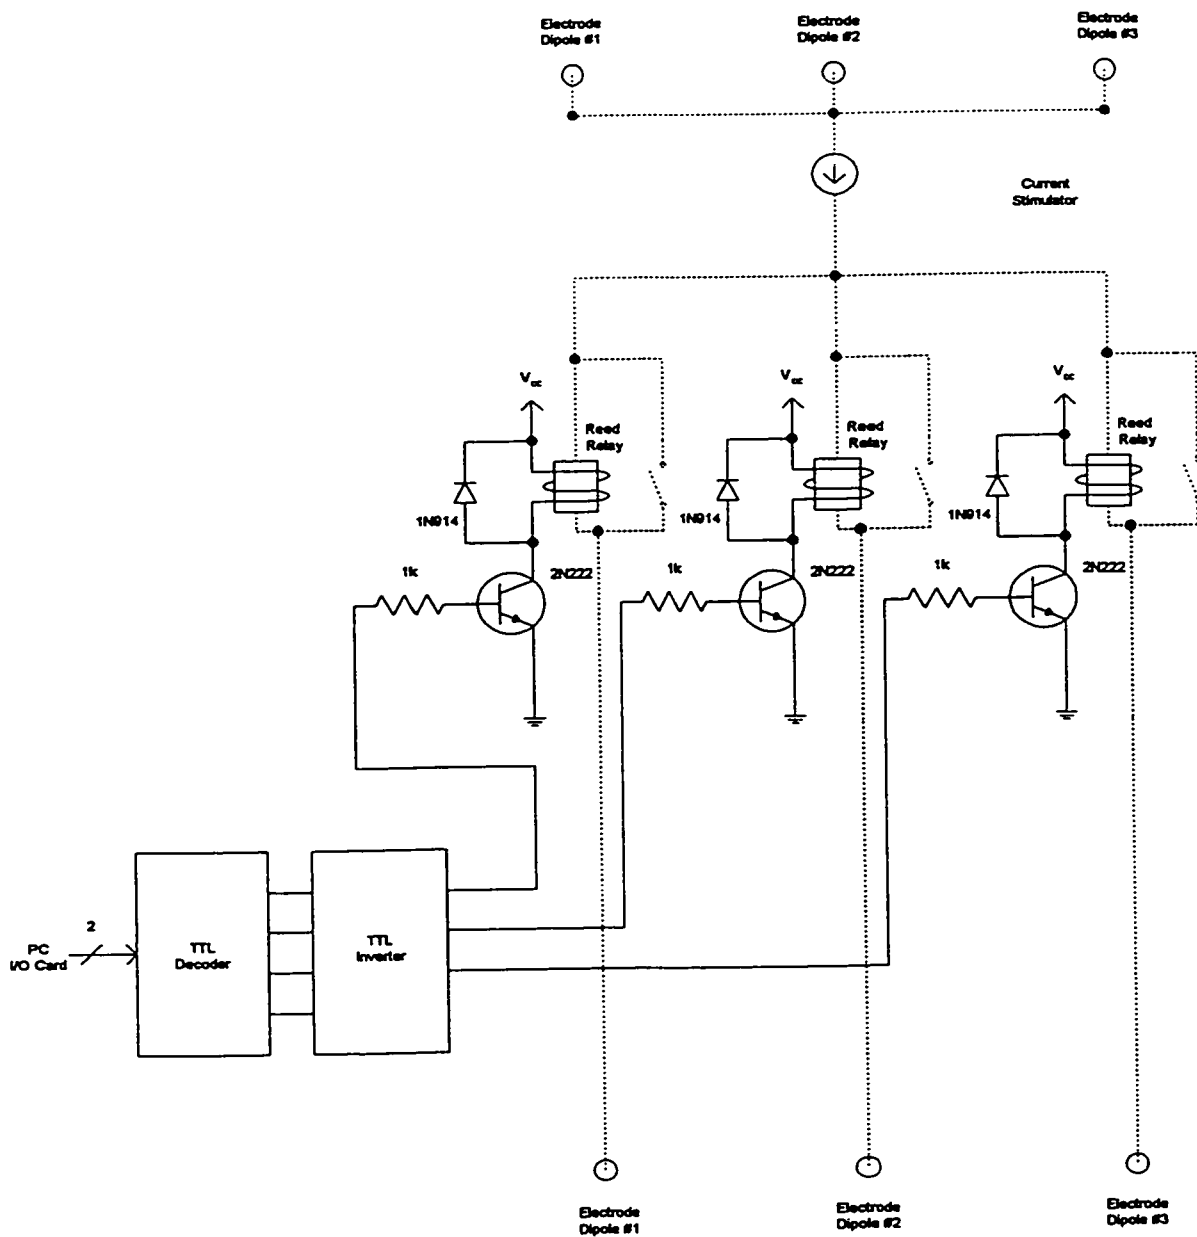 Electrode
Dipole #1
Electrode
Dipole #2
Electrode
Dipole #3
Current
Stimulator
Vcc
Reed
Relay
1N914
1k
2N222
Vcc
Reed
Relay
1N914
1k
2N222
Vcc
Reed
Relay
1N914
1k
2N222
PC
I/O Card
2
TTL
Decoder
TTL
Inverter
Electrode
Dipole #1
Electrode
Dipole #2
Electrode
Dipole #3